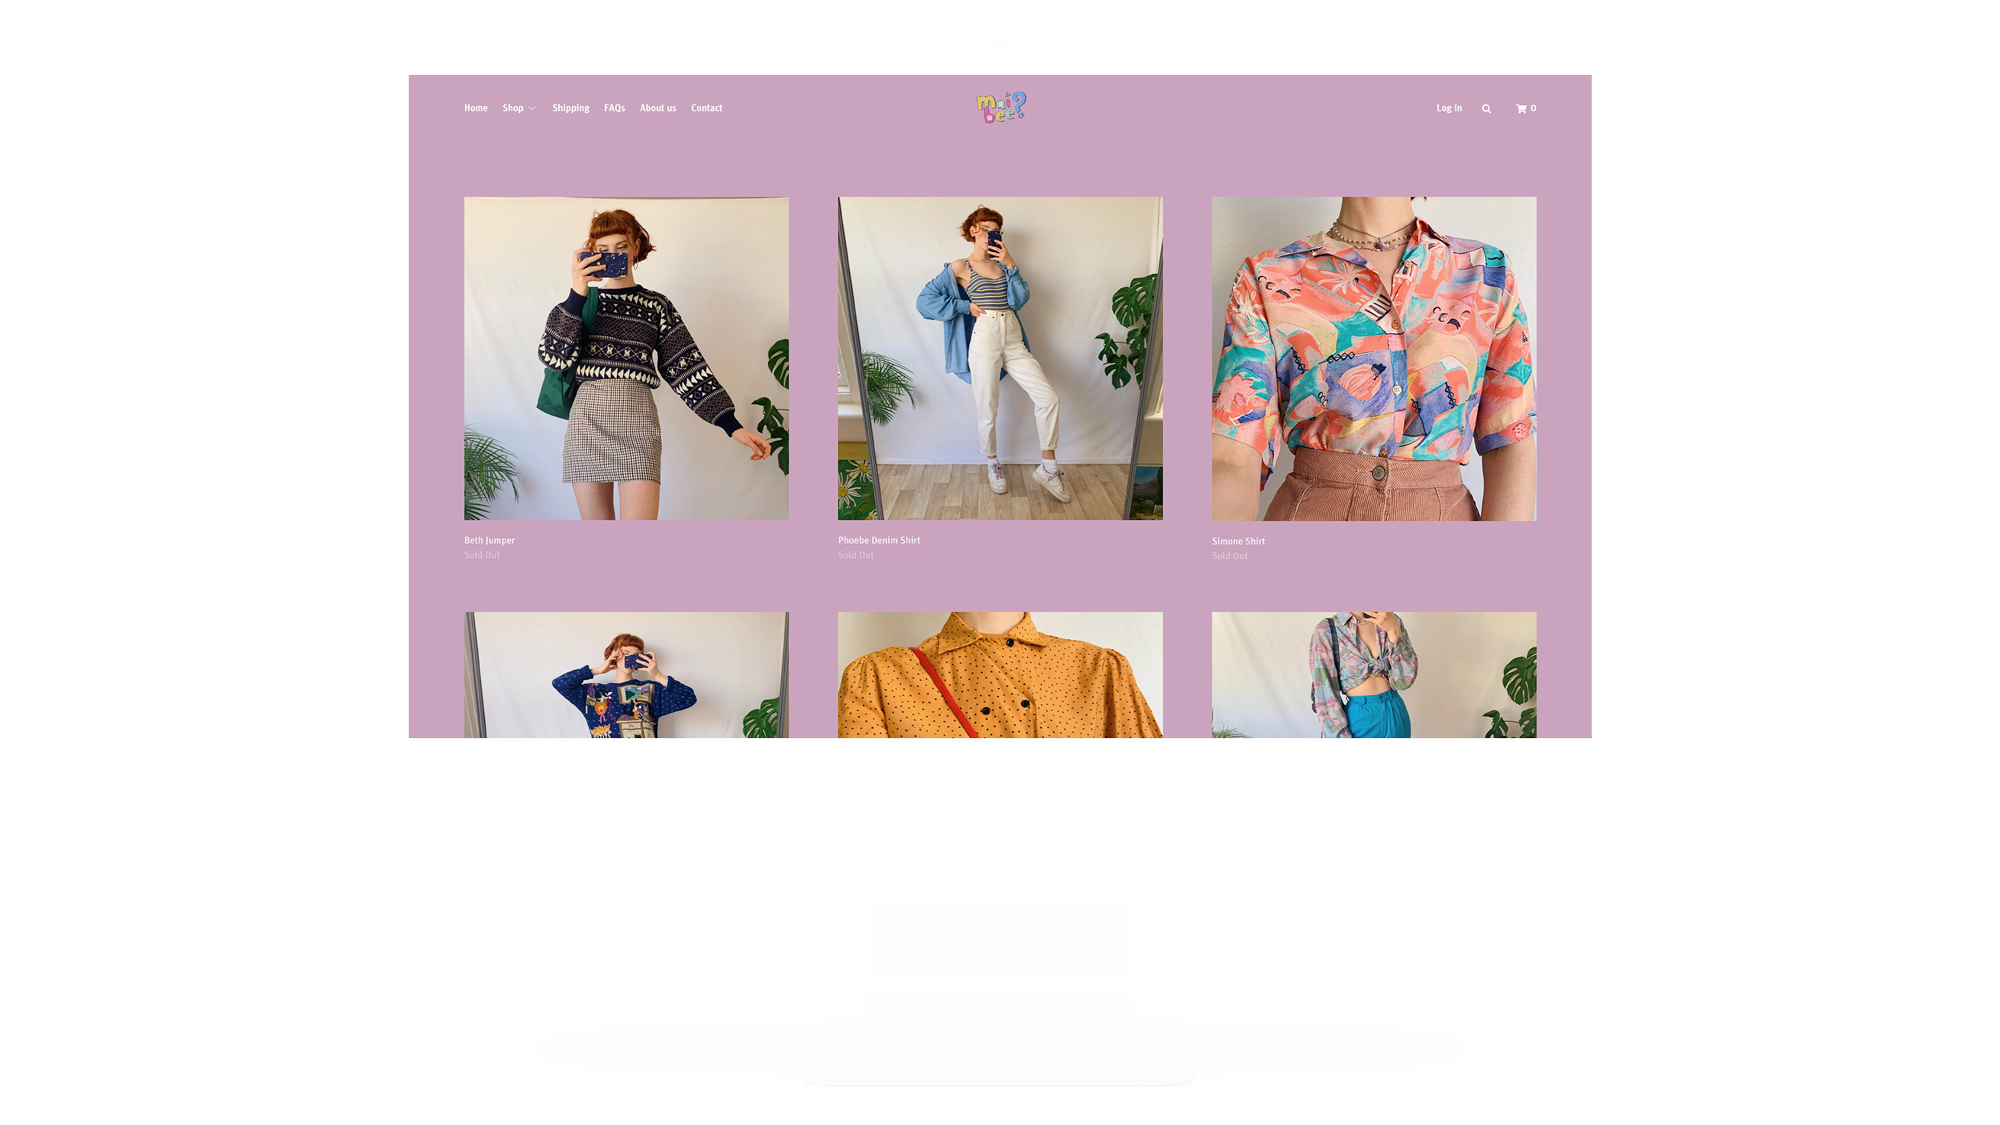 Home Shop Shipping FAQs About us Contact
mai bee?
Log in 0
Beth Jumper
Sold Out
Phoebe Denim Shirt
Sold Out
Simone Shirt
Sold Out